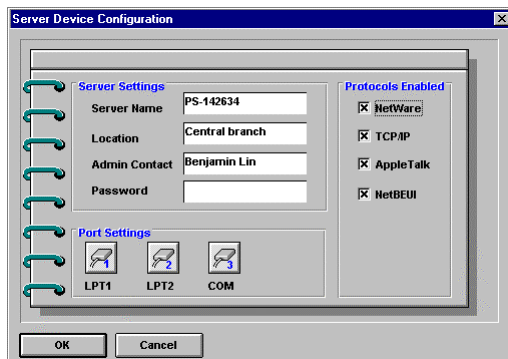 Server Device Configuration
Server Settings
Server Name PS-142634
Location Central branch
Admin Contact Benjamin Lin
Password
Protocols Enabled
NetWare
TCP/IP
AppleTalk
NetBEUI
Port Settings
1 2 3
LPT1 LPT2 COM
OK Cancel